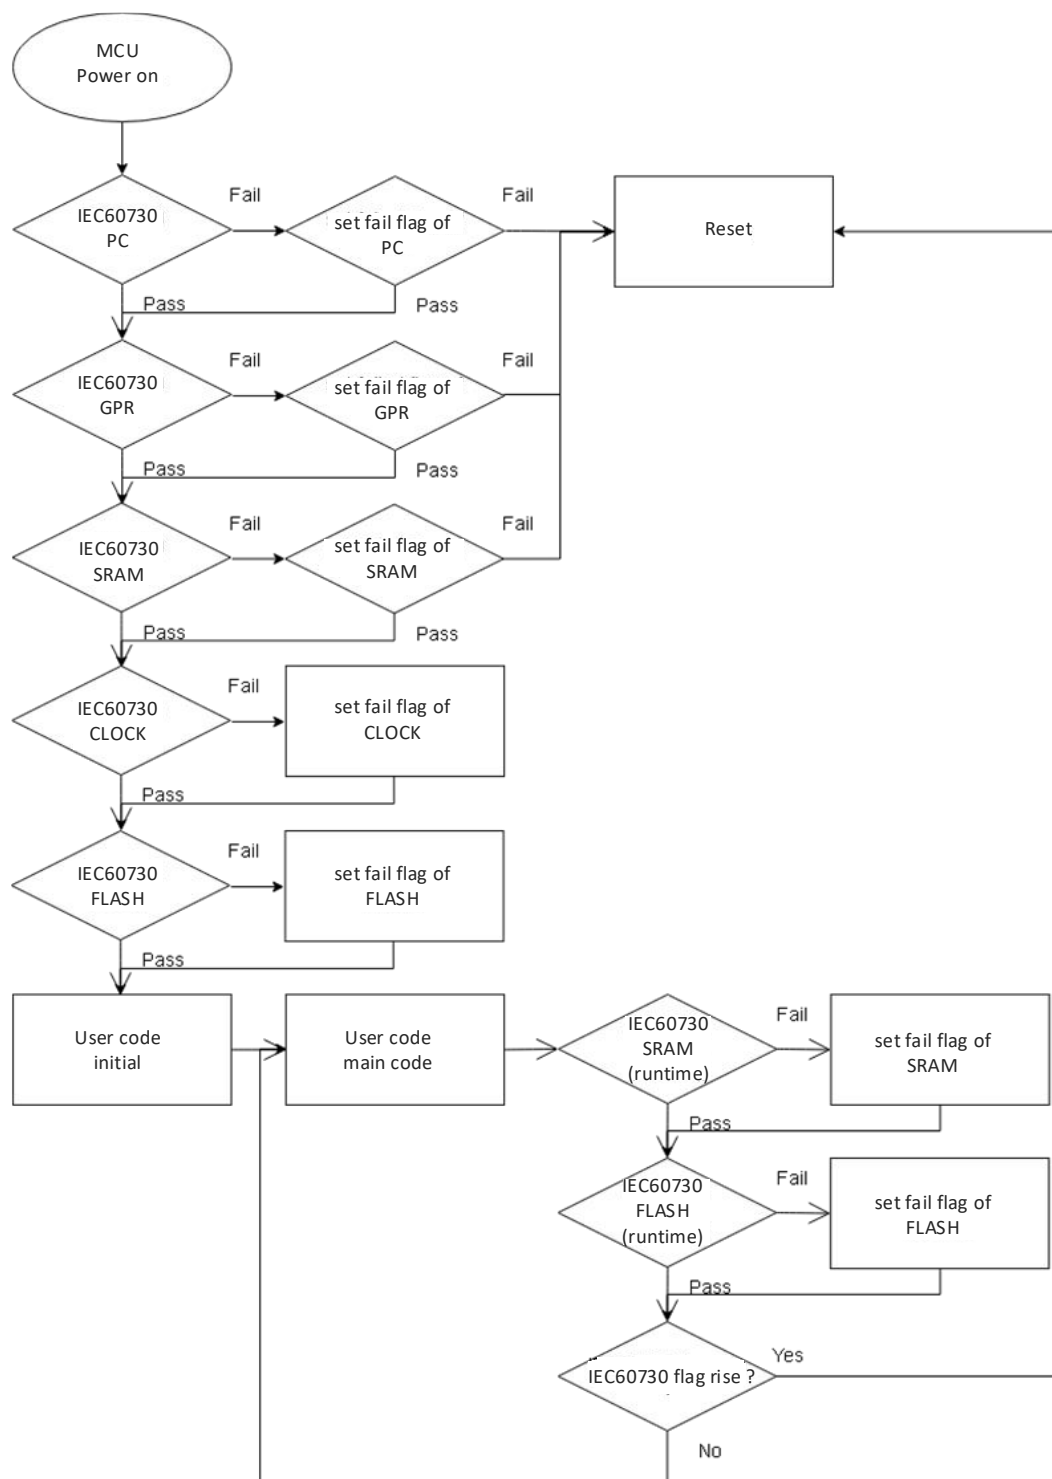 MCU
Power on
Fail
Fail
IEC60730
PC
set fail flag of
PC
Reset
Pass
Pass
Fail
Fail
IEC60730
GPR
set fail flag of
GPR
Pass
Pass
Fail
Fail
IEC60730
SRAM
set fail flag of
SRAM
Pass
Pass
Fail
IEC60730
CLOCK
set fail flag of
CLOCK
Pass
Fail
IEC60730
FLASH
set fail flag of
FLASH
Pass
User code
initial
User code
main code
IEC60730
SRAM
(runtime)
Fail
set fail flag of
SRAM
Pass
IEC60730
FLASH
(runtime)
Fail
set fail flag of
FLASH
Pass
IEC60730 flag rise ?
Yes
No